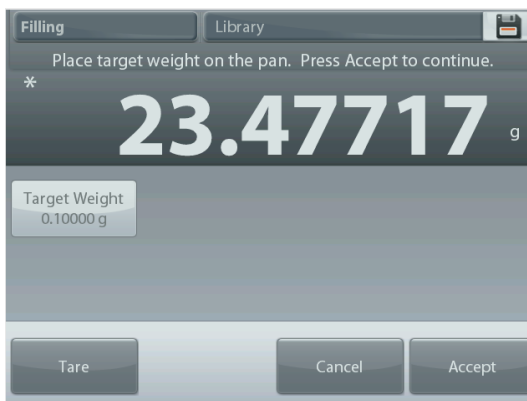 Filling Library
Place target weight on the pan. Press Accept to continue.
*
23.47717 g
Target Weight
0.10000 g
Tare Cancel Accept